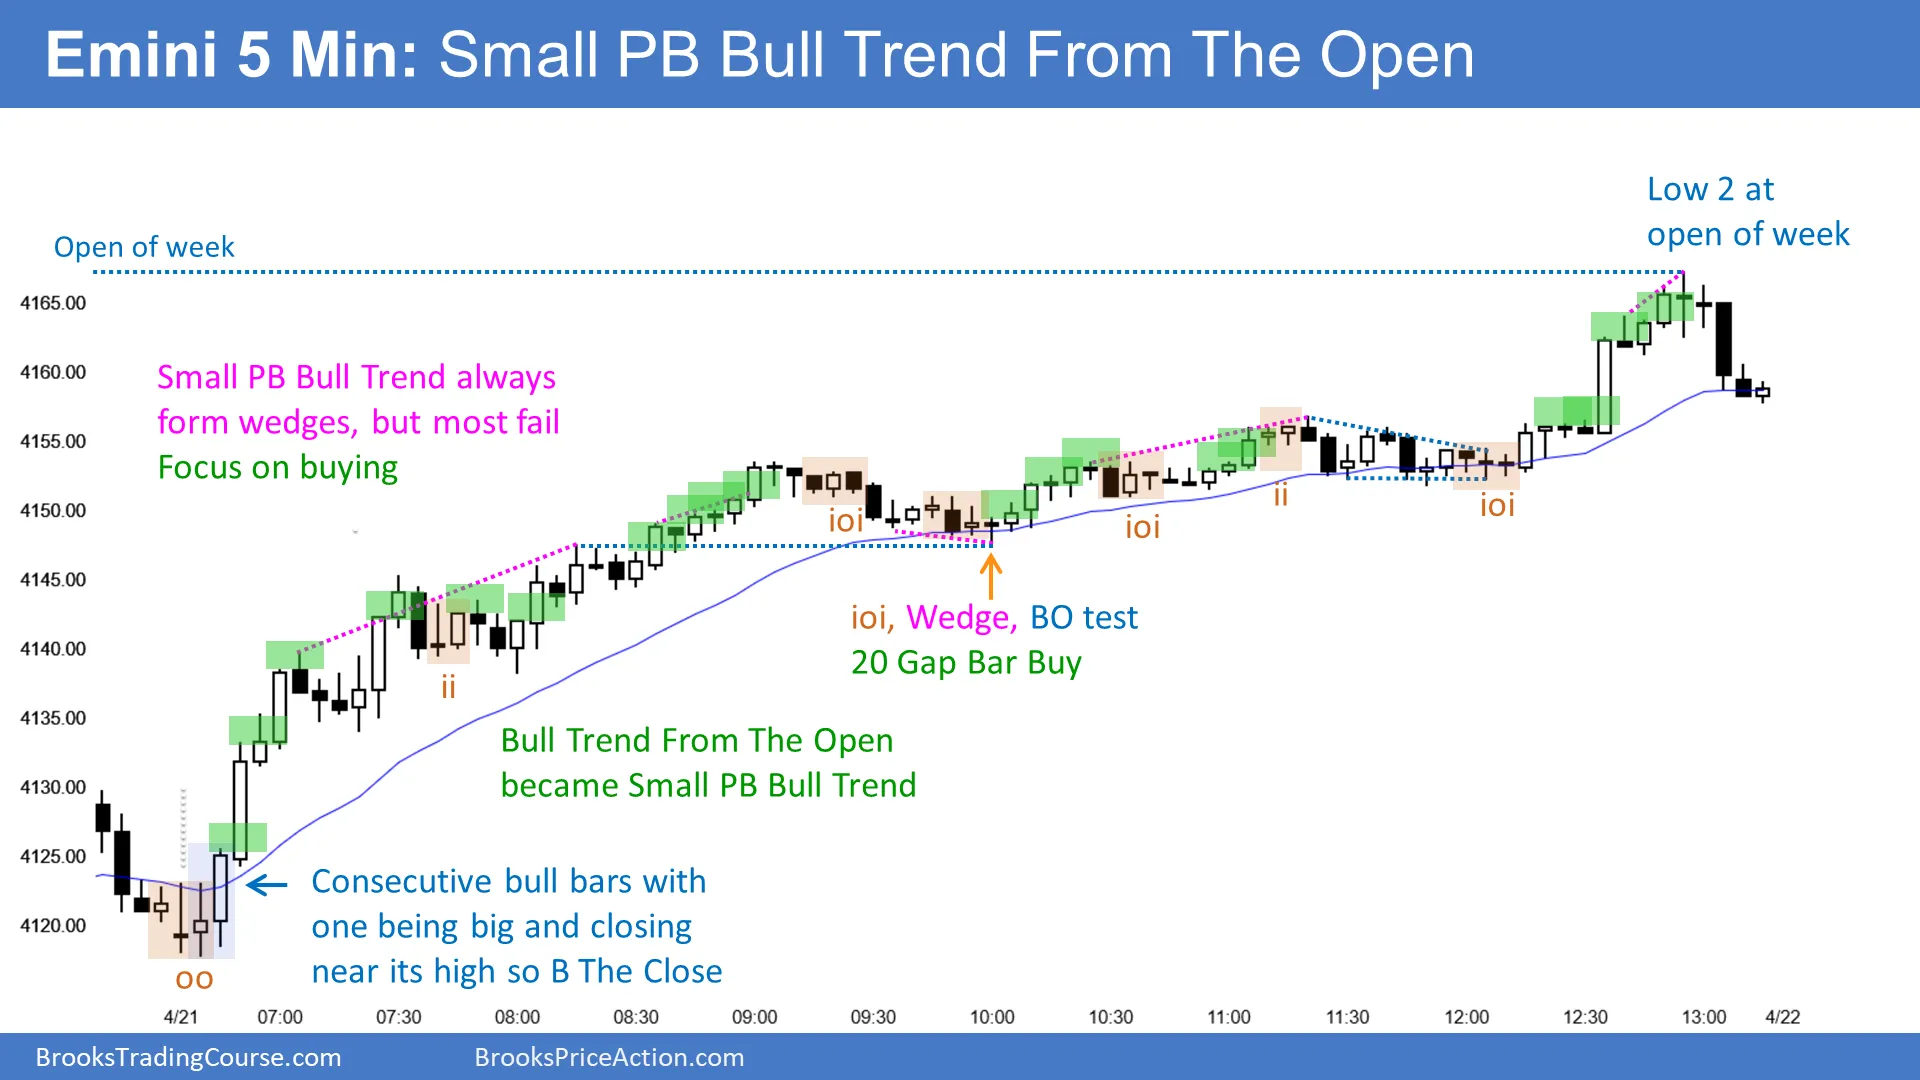 Emini 5 Min: Small PB Bull Trend From The Open
Low 2 at
open of week
Open of week
4165.00
4160.00
4155.00
4150.00
4145.00
4140.00
4135.00
4130.00
4125.00
4120.00
Small PB Bull Trend always
form wedges, but most fail
Focus on buying
ioi
ioi
ii
ioi
ii
ioi, Wedge, BO test
20 Gap Bar Buy
Bull Trend From The Open
became Small PB Bull Trend
Consecutive bull bars with
one being big and closing
near its high so B The Close
oo
4/21 07:00 07:30 08:00 08:30 09:00 09:30 10:00 10:30 11:00 11:30 12:00 12:30 13:00 4/22
BrooksTradingCourse.com BrooksPriceAction.com